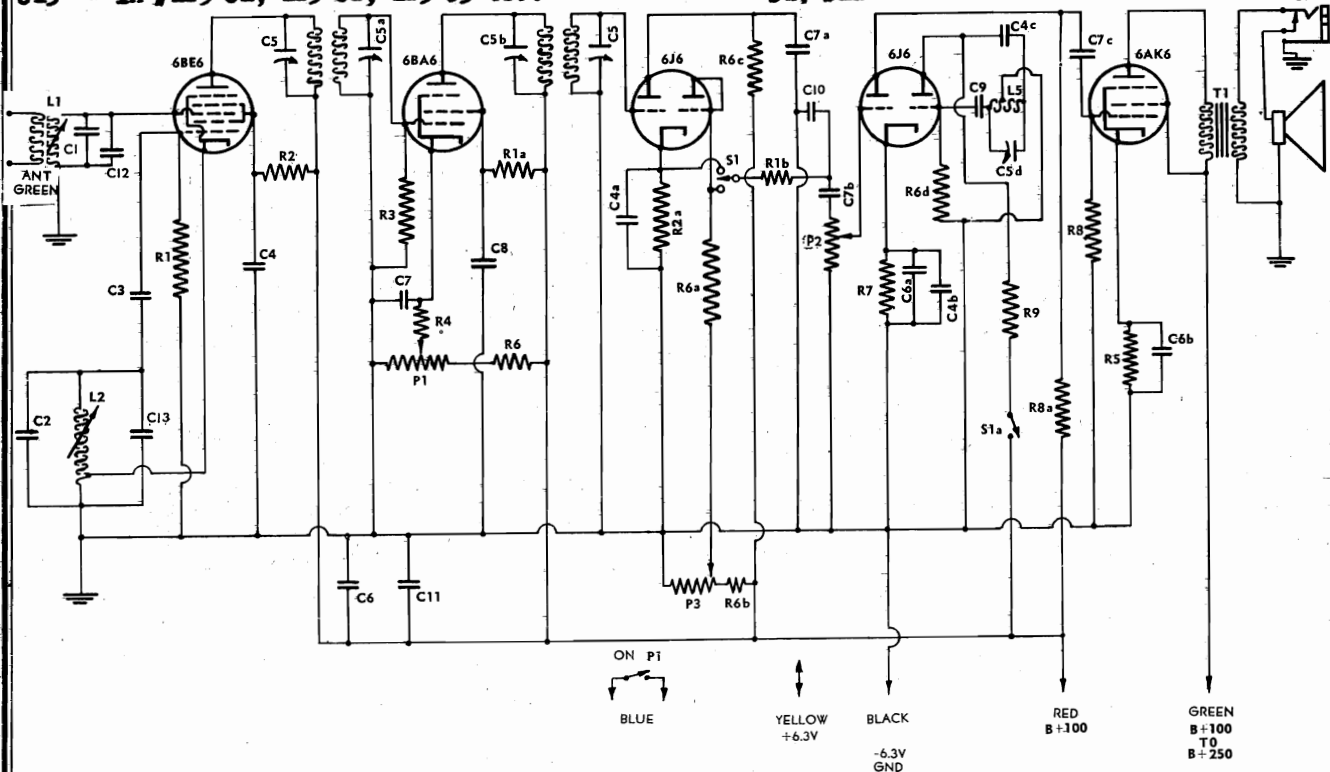 C5
C5a
C5b
C5
6J6
C7a
6J6
C4c
C7c
6AK6
6BE6
6BA6
R6c
L1
C10
C9
L5
T1
C1
C12
ANT
GREEN
R2
R1a
S1
R1b
C7b
C5d
R3
C4a
R2a
R6d
P2
R8
R1
C4
C8
C3
C7
R6a
R7
C6a
C4b
R9
R4
R6
R5
C6b
P1
L2
C2
C13
R8a
S1a
C6
C11
P3
R6b
ON P1
BLUE
YELLOW
+6.3V
BLACK
-6.3V
GND
RED
B+100
GREEN
B+100
TO
B+250